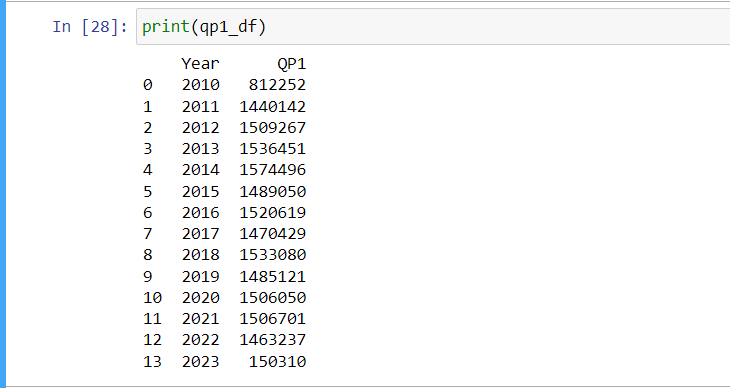 In [28]: print(qp1_df)
Year QP1
0 2010 812252
1 2011 1440142
2 2012 1509267
3 2013 1536451
4 2014 1574496
5 2015 1489050
6 2016 1520619
7 2017 1470429
8 2018 1533080
9 2019 1485121
10 2020 1506050
11 2021 1506701
12 2022 1463237
13 2023 150310